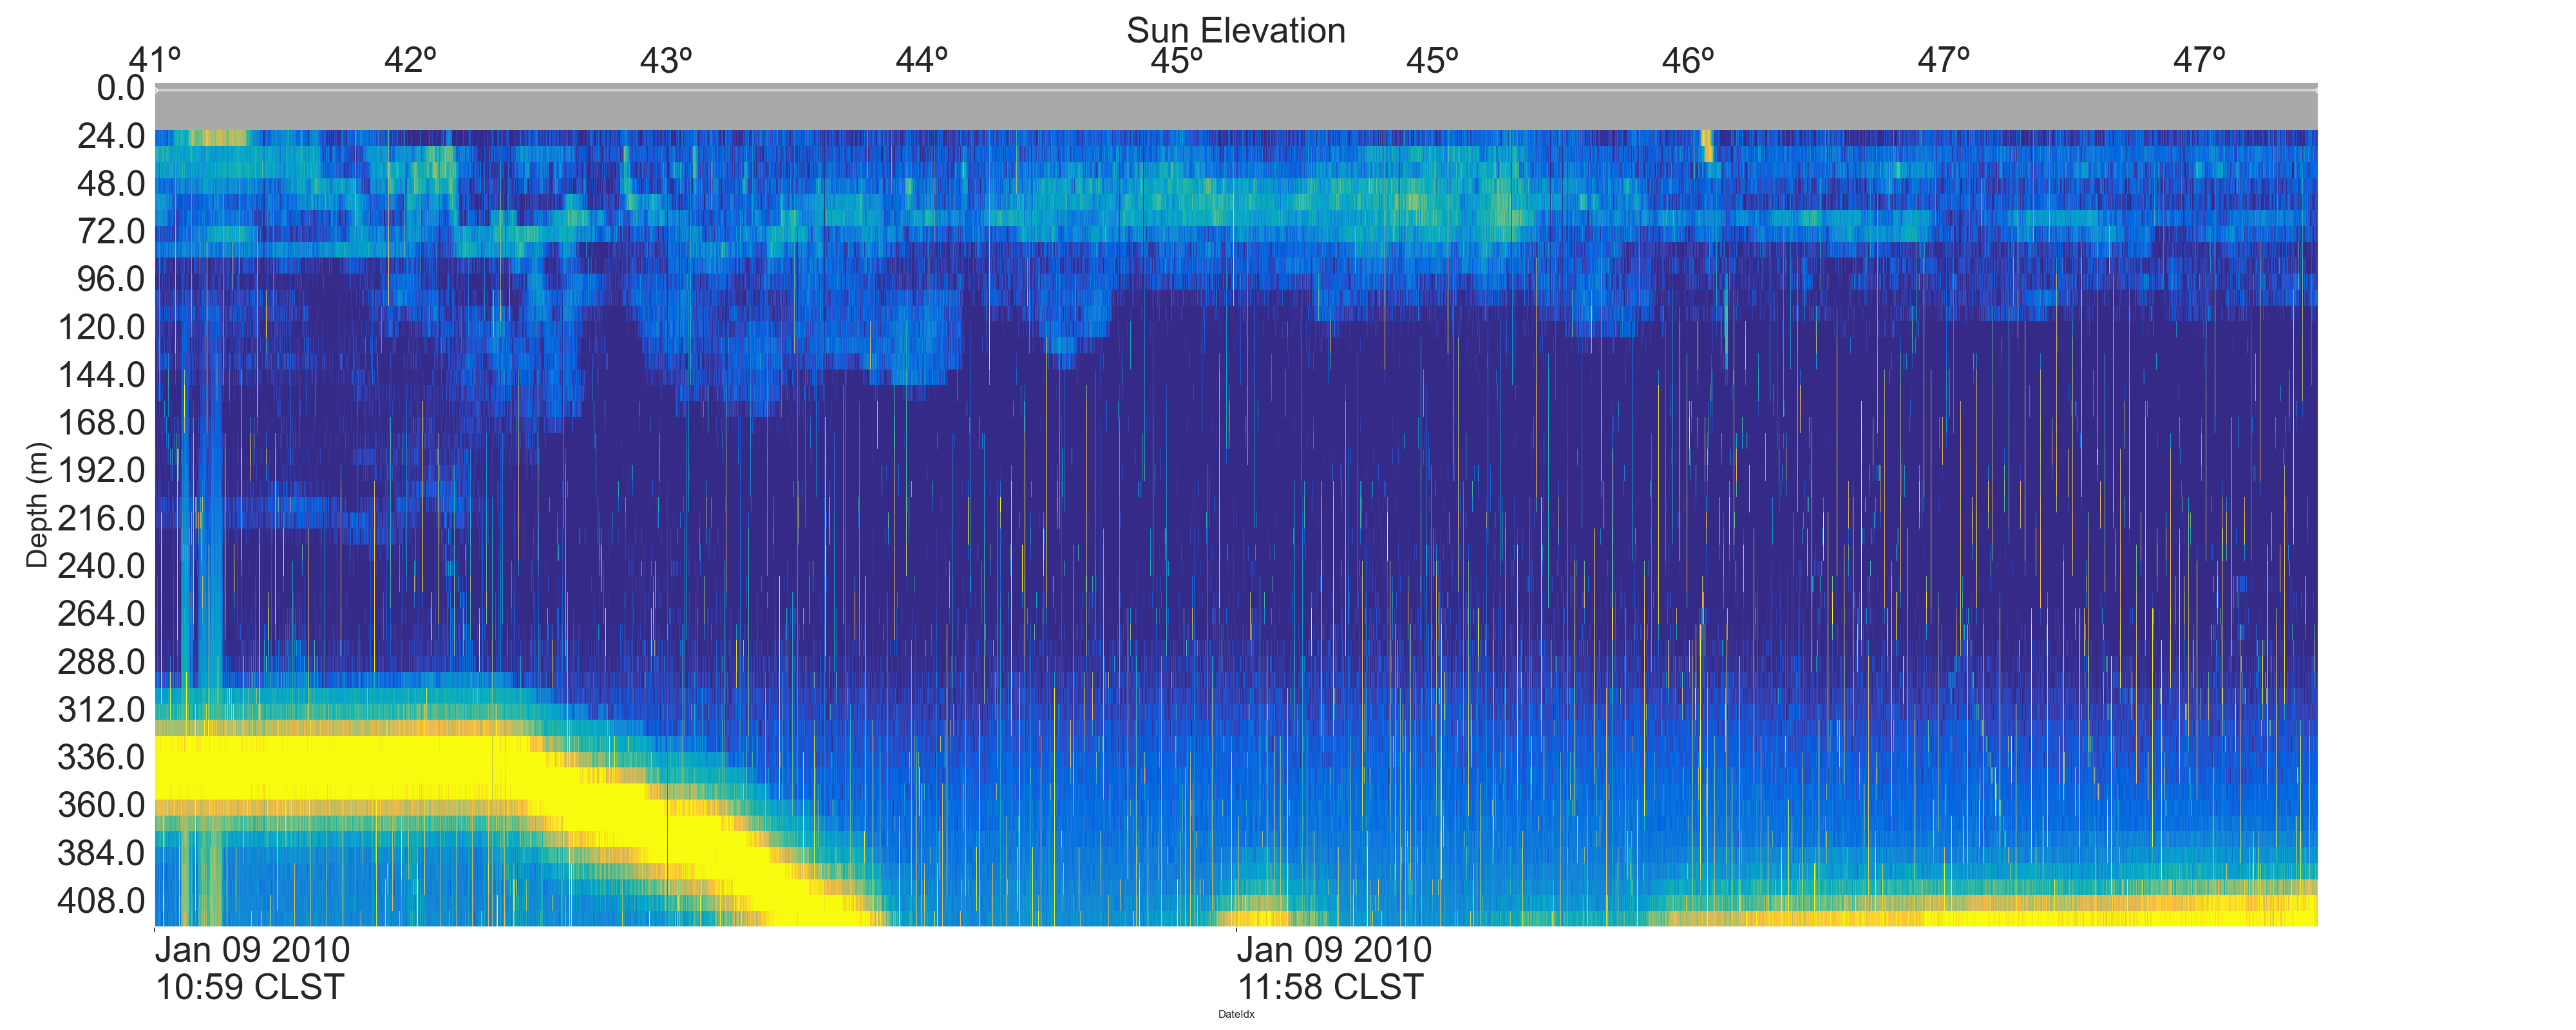 Sun Elevation
41º 42º 43º 44º 45º 45º 46º 47º 47º
0.0
24.0
48.0
72.0
96.0
120.0
144.0
168.0
192.0
216.0
240.0
264.0
288.0
312.0
336.0
360.0
384.0
408.0
Depth (m)
Jan 09 2010
10:59 CLST
Jan 09 2010
11:58 CLST
DateIdx